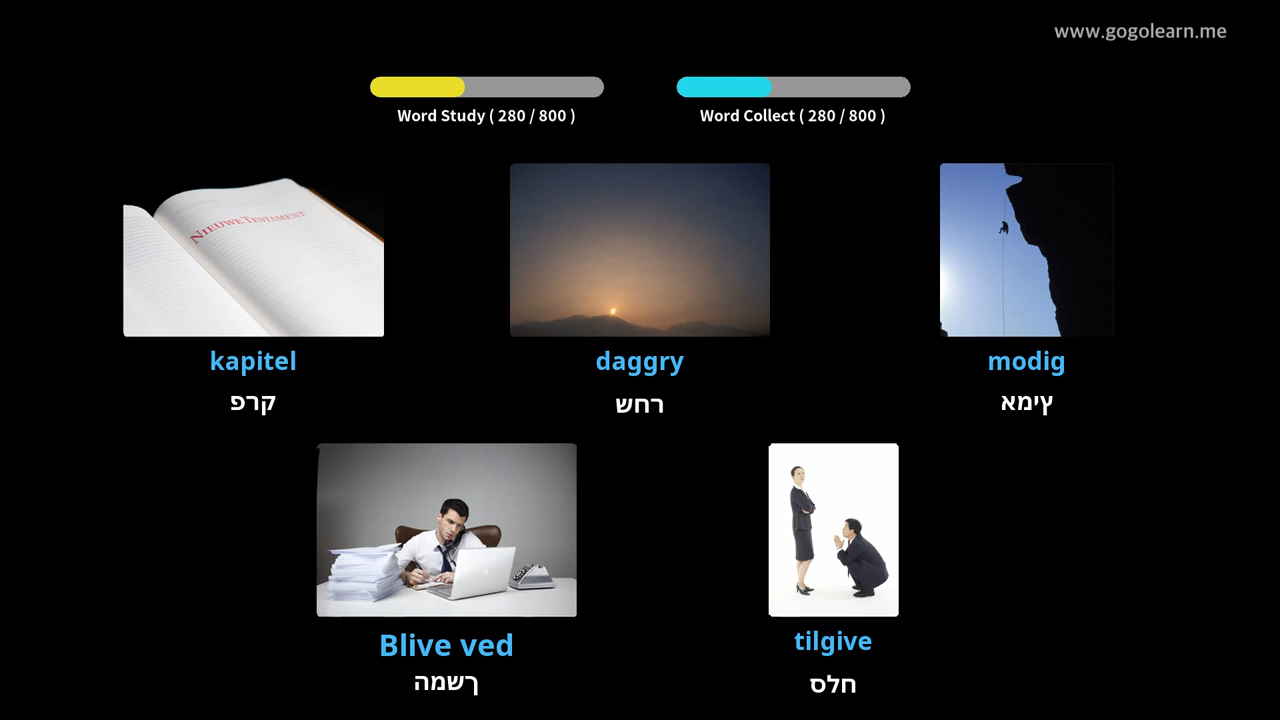 www.gogolearn.me
Word Study ( 280 / 800 )
Word Collect ( 280 / 800 )
NIEUWE TESTAMENT
kapitel
קרפ
daggry
רחש
modig
ץימא
Blive ved
ךשמה
tilgive
חלס